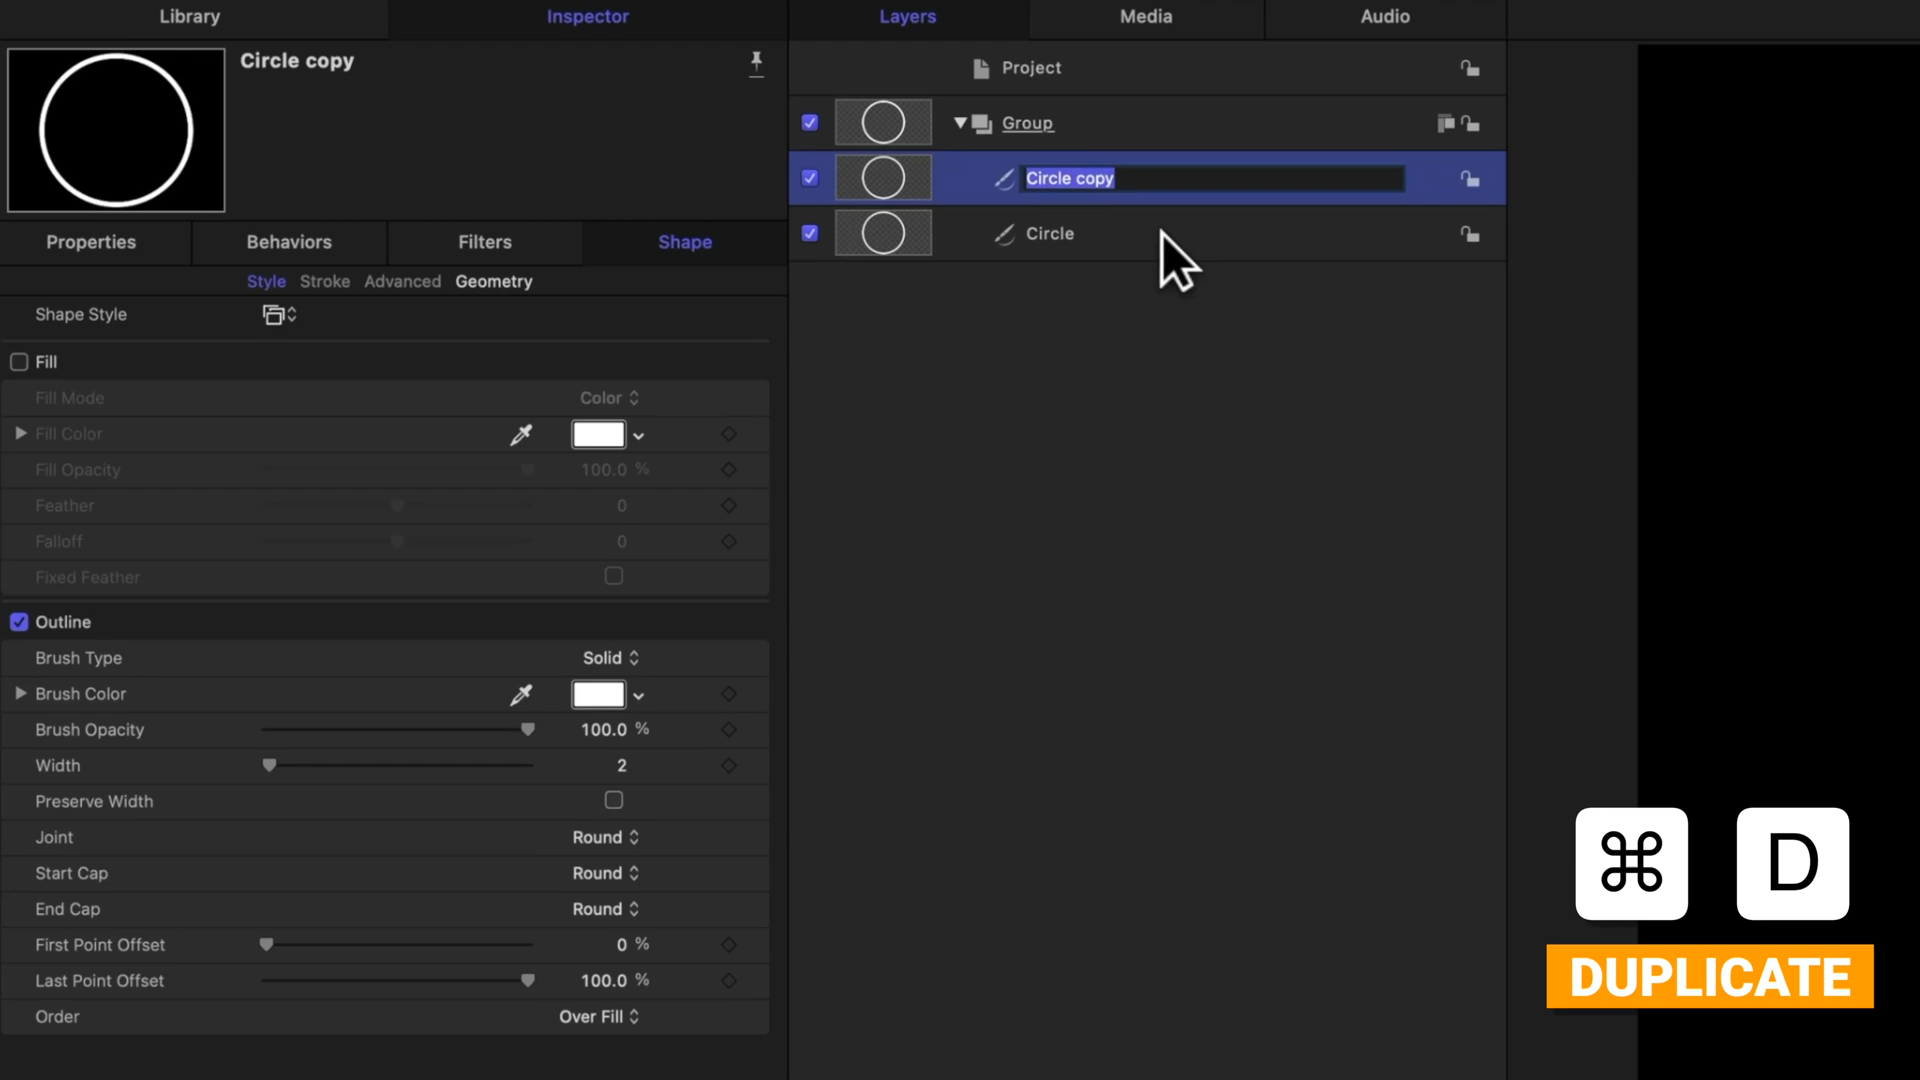 Library
Inspector
Layers
Media
Audio
Circle copy
Project
Group
Circle copy
Circle
Properties
Behaviors
Filters
Shape
Style
Stroke
Advanced
Geometry
Shape Style
Fill
Fill Mode
Color
Fill Color
Fill Opacity
100.0 %
Feather
0
Falloff
0
Fixed Feather
Outline
Brush Type
Solid
Brush Color
Brush Opacity
100.0 %
Width
2
Preserve Width
Joint
Round
Start Cap
Round
End Cap
Round
First Point Offset
0 %
Last Point Offset
100.0 %
Order
Over Fill
⌘ D
DUPLICATE